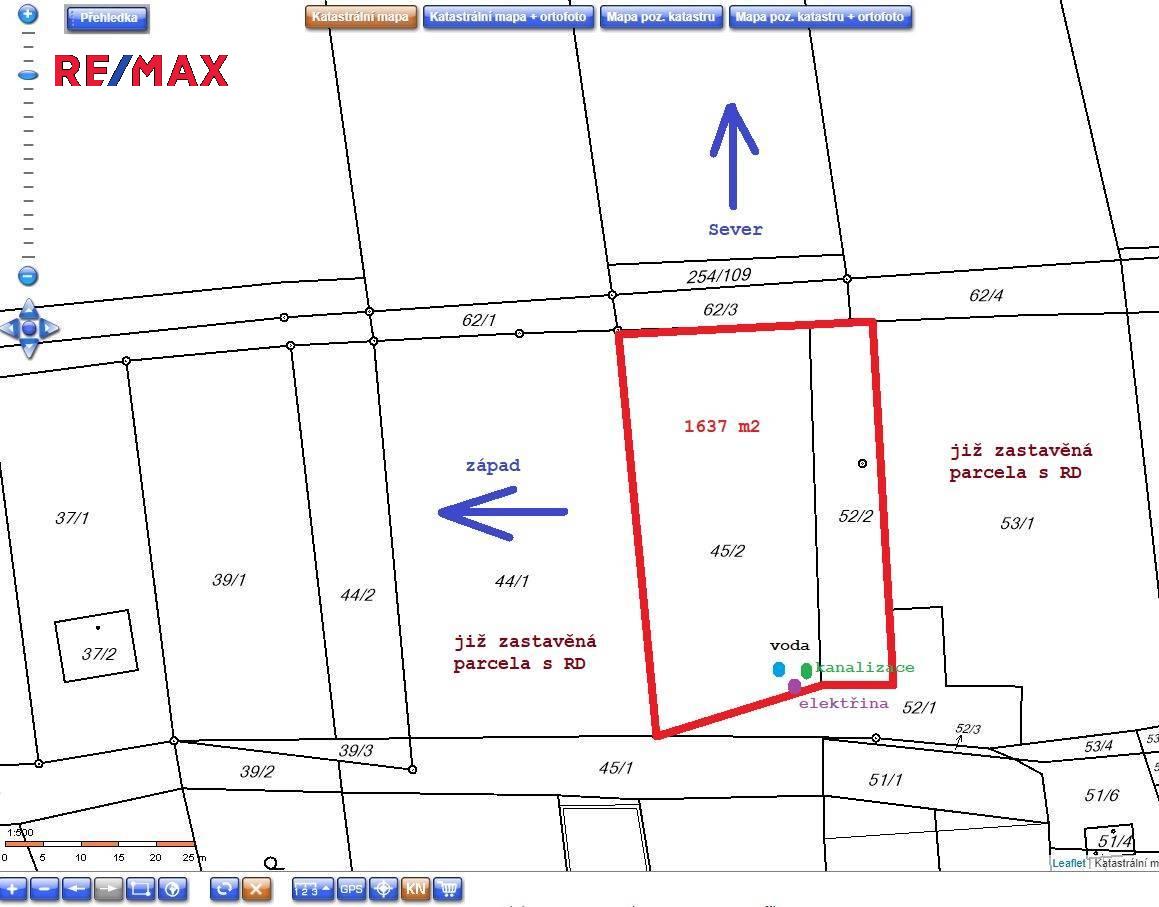 Přehledka
Katastrální mapa
Katastrální mapa + ortofoto
Mapa poz. katastru
Mapa poz. katastru + ortofoto
RE/MAX
Sever
254/109
62/4
62/3
62/1
1637 m2
již zastavěná
parcela s RD
západ
37/1
52/2
53/1
45/2
39/1
44/1
44/2
již zastavěná
parcela s RD
voda
37/2
kanalizace
elektřina
52/1
52/3
53/4
39/3
39/2
45/1
51/1
51/6
1:500
51/4
0 5 10 15 20 25 m
Leaflet | Katastrální m
1 2 3
GPS
KN